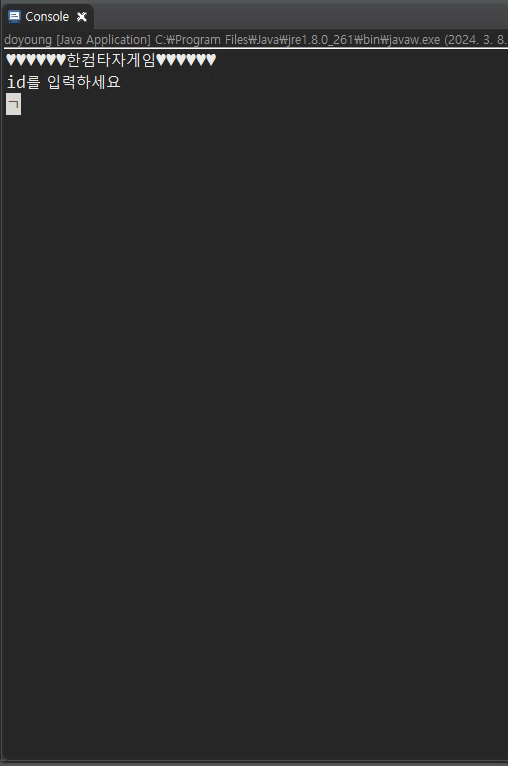 Console
doyoung [Java Application] C:₩Program Files₩Java₩jre1.8.0_261₩bin₩javaw.exe (2024. 3. 8.
♥♥♥♥♥♥한컴타자게임♥♥♥♥♥♥
id를 입력하세요
ㄱ